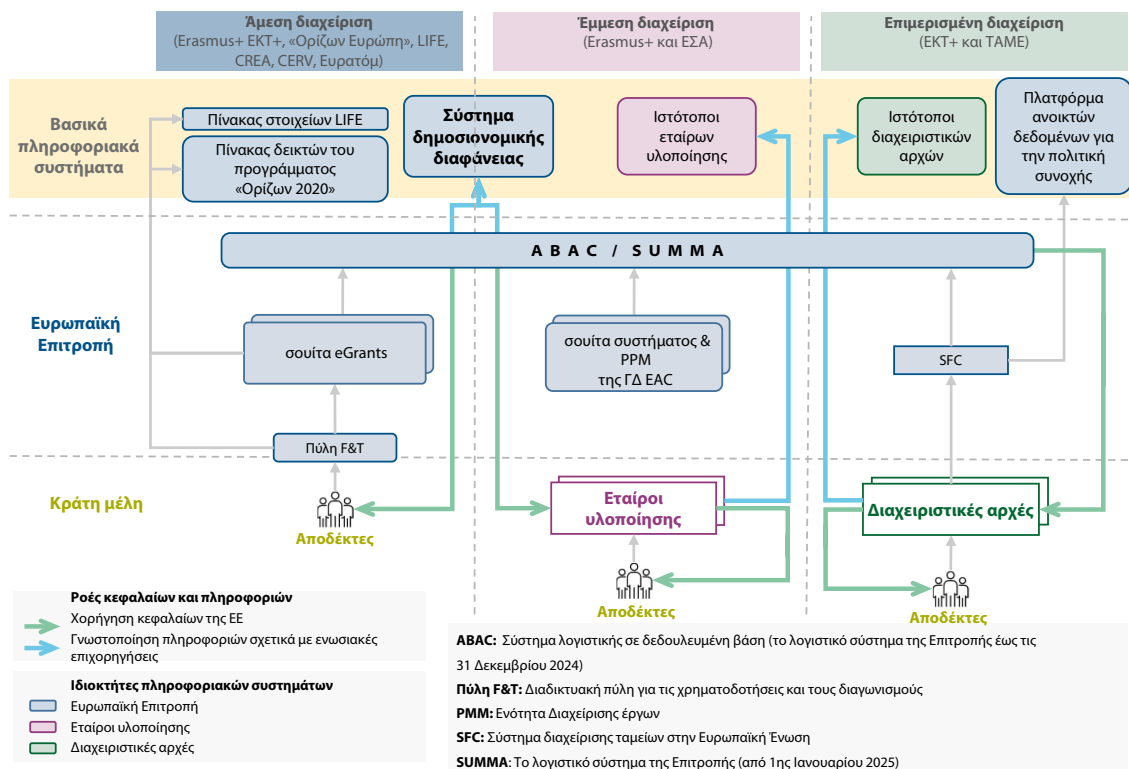 Άμεση διαχείριση
(Erasmus+ ΕΚΤ+, «Ορίζων Ευρώπη», LIFE,
CREA, CERV, Ευρατόμ)
Έμμεση διαχείριση
(Erasmus+ και ΕΣΑ)
Επιμερισμένη διαχείριση
(ΕΚΤ+ και ΤΑΜΕ)
Βασικά
πληροφοριακά
συστήματα
Πίνακας στοιχείων LIFE
Πίνακας δεικτών του
προγράμματος
«Ορίζων 2020»
Σύστημα
δημοσιονομικής
διαφάνειας
Ιστότοποι
εταίρων
υλοποίησης
Ιστότοποι
διαχειριστικών
αρχών
Πλατφόρμα
ανοικτών
δεδομένων για
την πολιτική
συνοχής
ABAC / SUMMA
Ευρωπαϊκή
Επιτροπή
σουίτα eGrants
σουίτα συστήματος &
PPM
της ΓΔ EAC
SFC
Πύλη F&T
Κράτη μέλη
Αποδέκτες
Εταίροι
υλοποίησης
Διαχειριστικές αρχές
Αποδέκτες
Αποδέκτες
Ροές κεφαλαίων και πληροφοριών
Χορήγηση κεφαλαίων της ΕΕ
Γνωστοποίηση πληροφοριών σχετικά με ενωσιακές
επιχορηγήσεις
Ιδιοκτήτες πληροφοριακών συστημάτων
Ευρωπαϊκή Επιτροπή
Εταίροι υλοποίησης
Διαχειριστικές αρχές
ABAC: Σύστημα λογιστικής σε δεδουλευμένη βάση (το λογιστικό σύστημα της Επιτροπής έως τις
31 Δεκεμβρίου 2024)
Πύλη F&T: Διαδικτυακή πύλη για τις χρηματοδοτήσεις και τους διαγωνισμούς
PMM: Ενότητα Διαχείρισης έργων
SFC: Σύστημα διαχείρισης ταμείων στην Ευρωπαϊκή Ένωση
SUMMA: Το λογιστικό σύστημα της Επιτροπής (από 1ης Ιανουαρίου 2025)